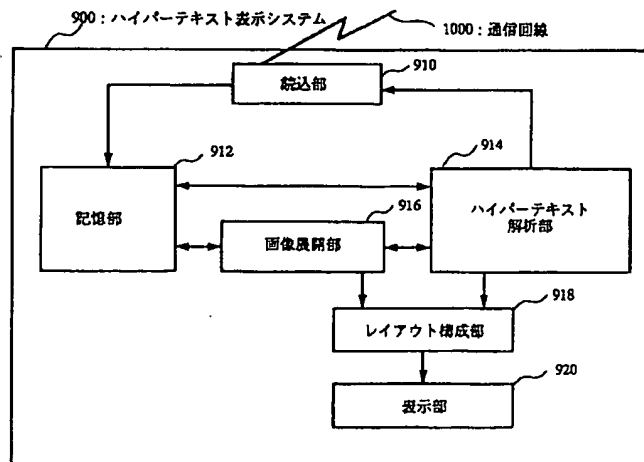 900：ハイパーテキスト表示システム
1000：通信回線
910
読込部
912
914
記憶部
916
ハイパーテキスト
解析部
画像展開部
918
レイアウト構成部
920
表示部